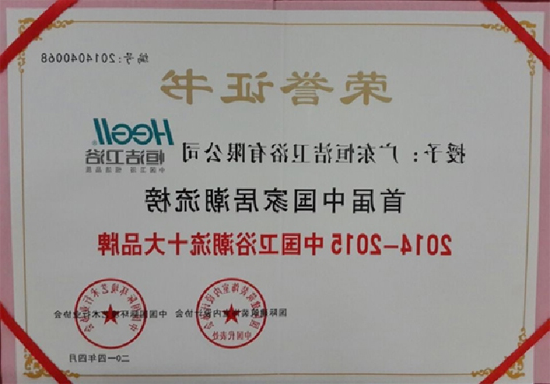 编号:2014040068
荣誉证书
授予：广东恒洁卫浴有限公司
Hcell
恒洁卫浴
首届中国家居潮流榜
2014—2015 中国卫浴潮流十大品牌
二〇一四年四月